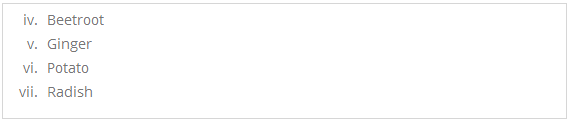 iv. Beetroot
v. Ginger
vi. Potato
vii. Radish